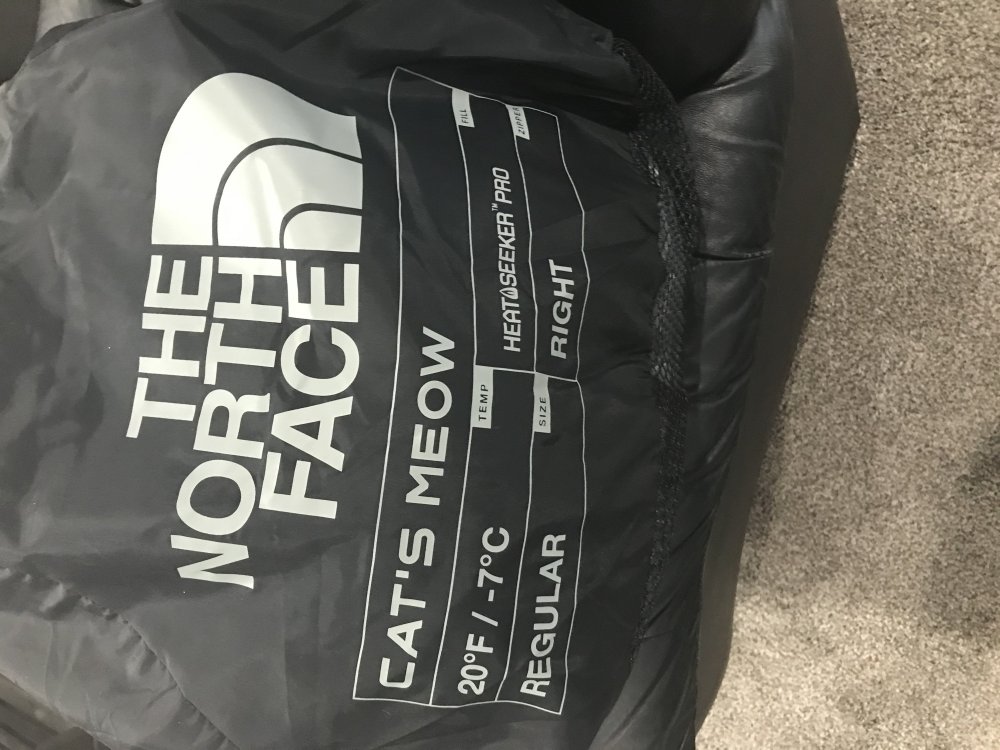 THE
NORTH
FACE
CAT'S MEOW
TEMP
20°F / -7°C
FILL
HEATSEEKER™ PRO
SIZE
REGULAR
ZIPPER
RIGHT